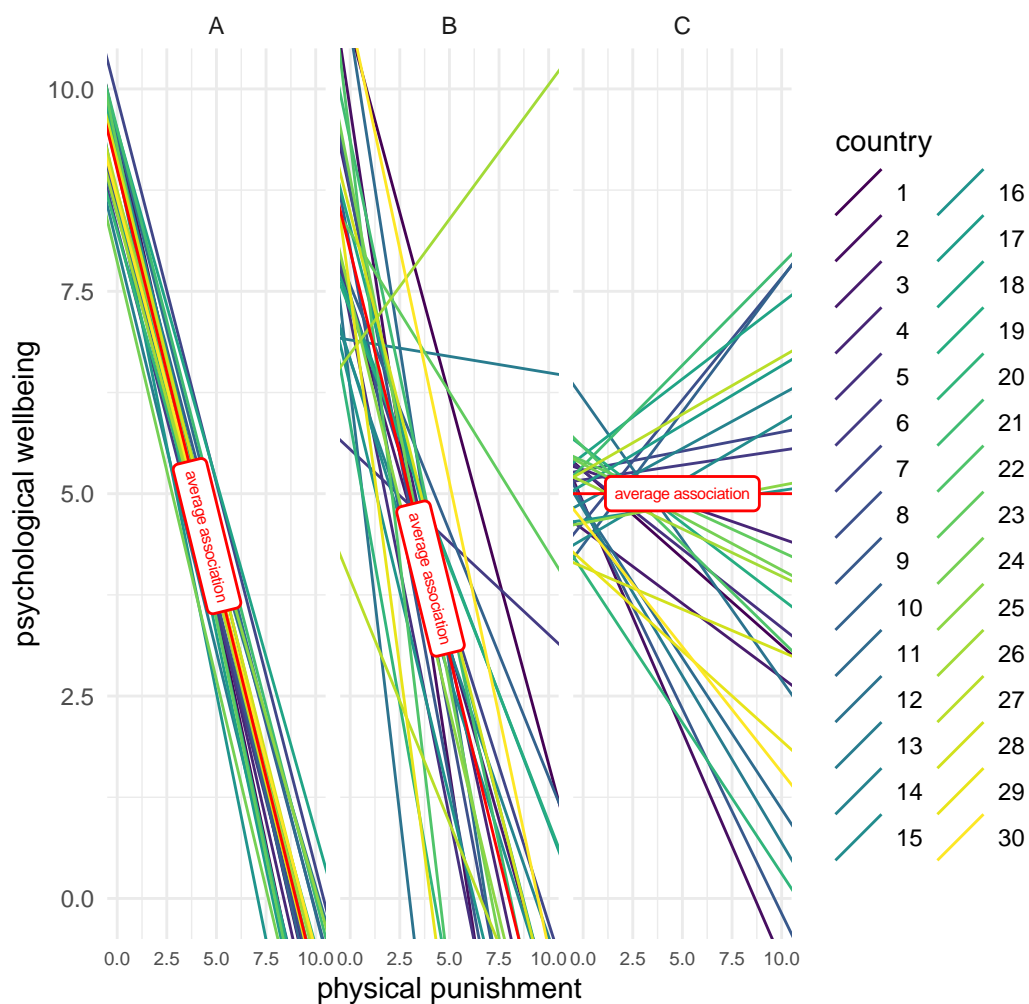 A B C
psychological wellbeing
10.0
7.5
5.0
2.5
0.0
average association
average association
average association
0.0 2.5 5.0 7.5 10.0 0.0 2.5 5.0 7.5 10.0 0.0 2.5 5.0 7.5 10.0
physical punishment
country
1 16
2 17
3 18
4 19
5 20
6 21
7 22
8 23
9 24
10 25
11 26
12 27
13 28
14 29
15 30